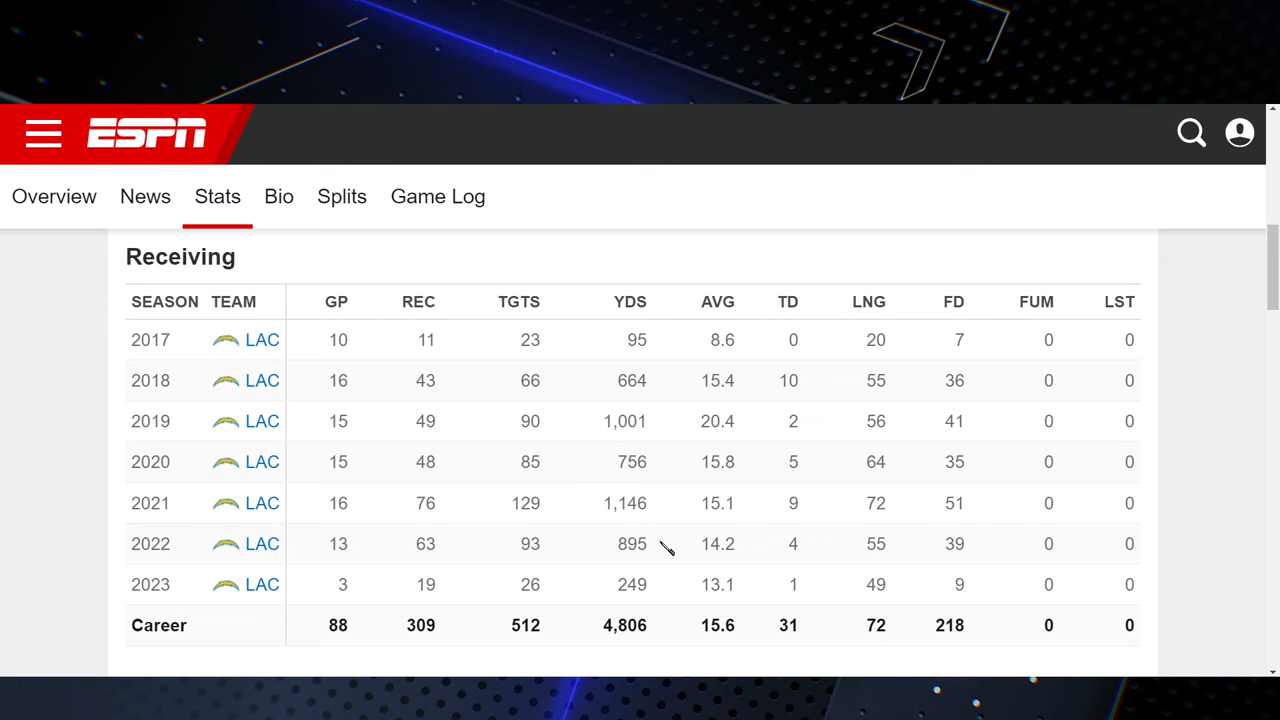 ESPN
Overview News Stats Bio Splits Game Log
Receiving
SEASON TEAM GP REC TGTS YDS AVG TD LNG FD FUM LST
2017 LAC 10 11 23 95 8.6 0 20 7 0 0
2018 LAC 16 43 66 664 15.4 10 55 36 0 0
2019 LAC 15 49 90 1,001 20.4 2 56 41 0 0
2020 LAC 15 48 85 756 15.8 5 64 35 0 0
2021 LAC 16 76 129 1,146 15.1 9 72 51 0 0
2022 LAC 13 63 93 895 14.2 4 55 39 0 0
2023 LAC 3 19 26 249 13.1 1 49 9 0 0
Career 88 309 512 4,806 15.6 31 72 218 0 0